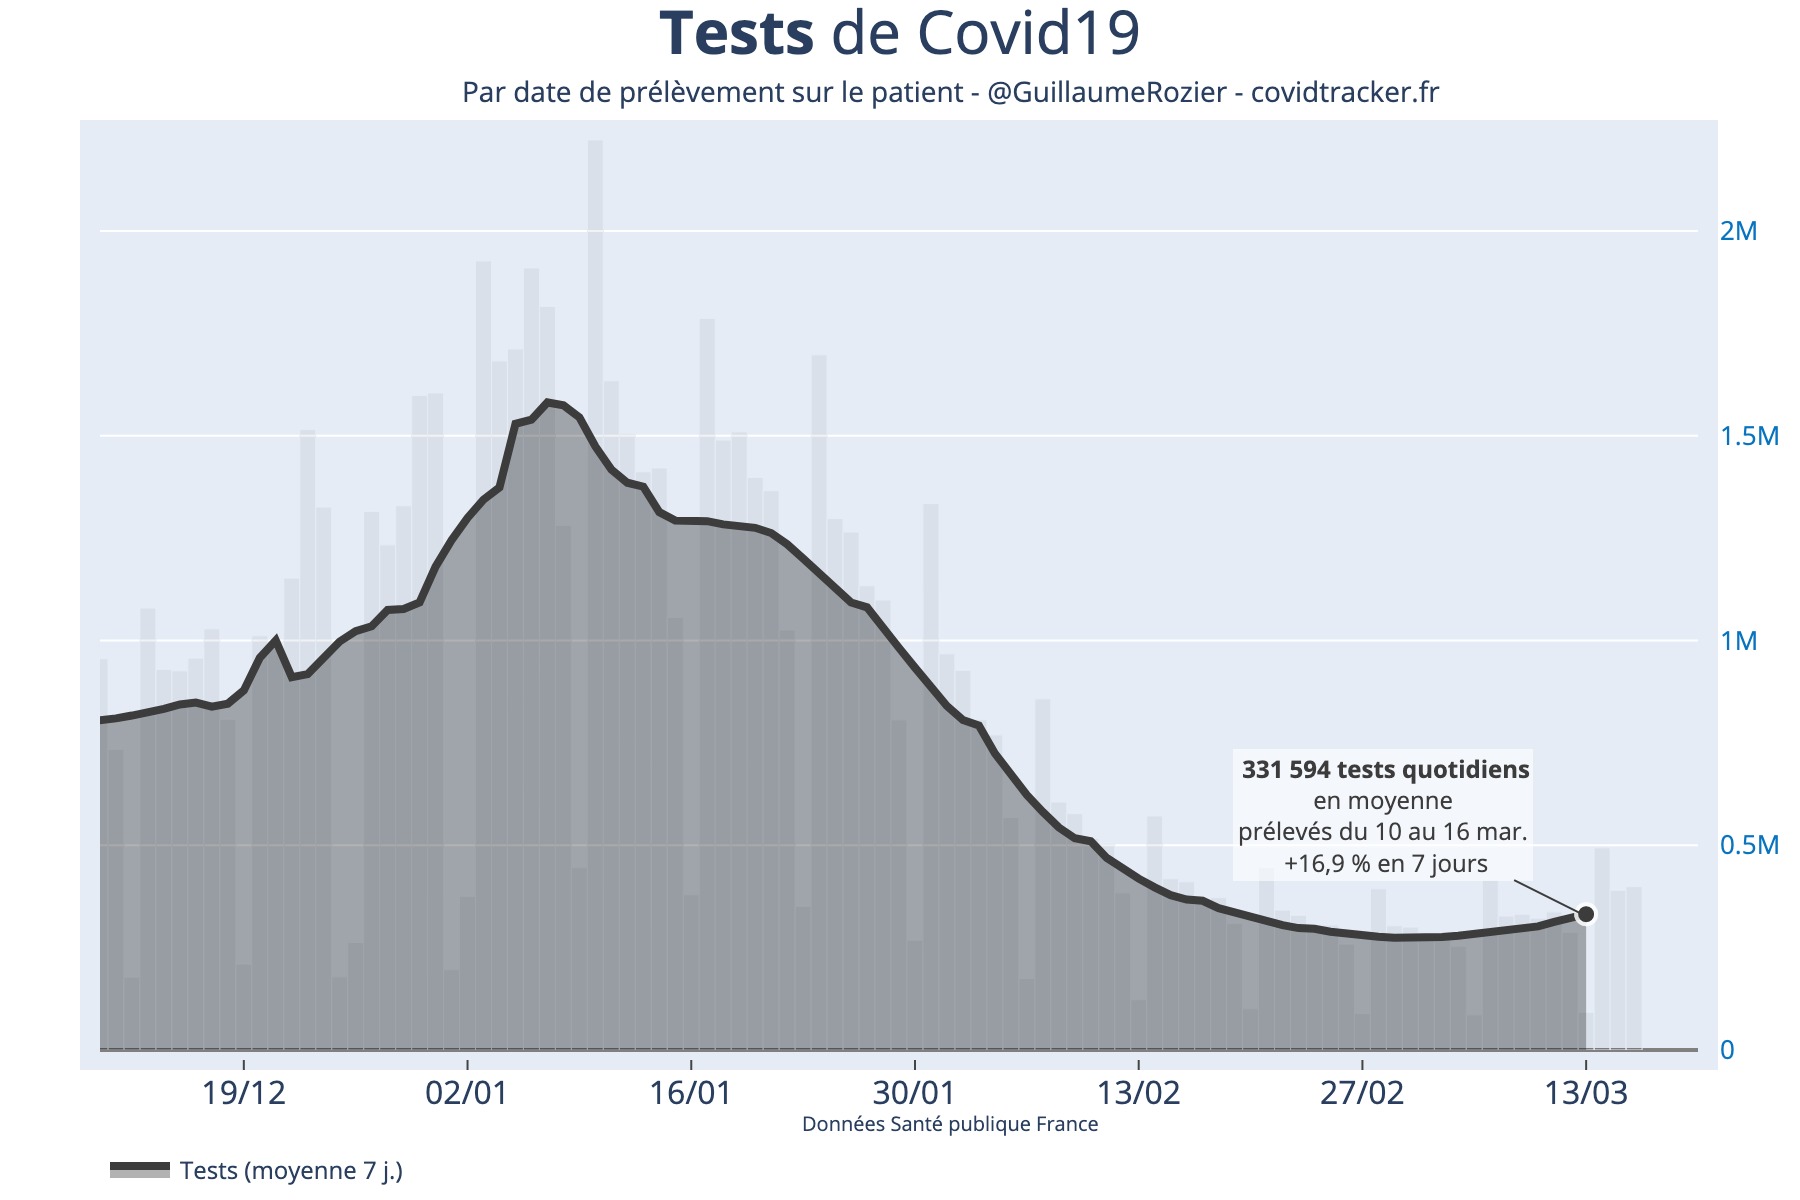 Tests de Covid19
Par date de prélèvement sur le patient - @GuillaumeRozier - covidtracker.fr
2M
1.5M
1M
331 594 tests quotidiens
en moyenne
prélevés du 10 au 16 mar.
+16,9 % en 7 jours
0.5M
0
19/12 02/01 16/01 30/01 13/02 27/02 13/03
Données Santé publique France
Tests (moyenne 7 j.)